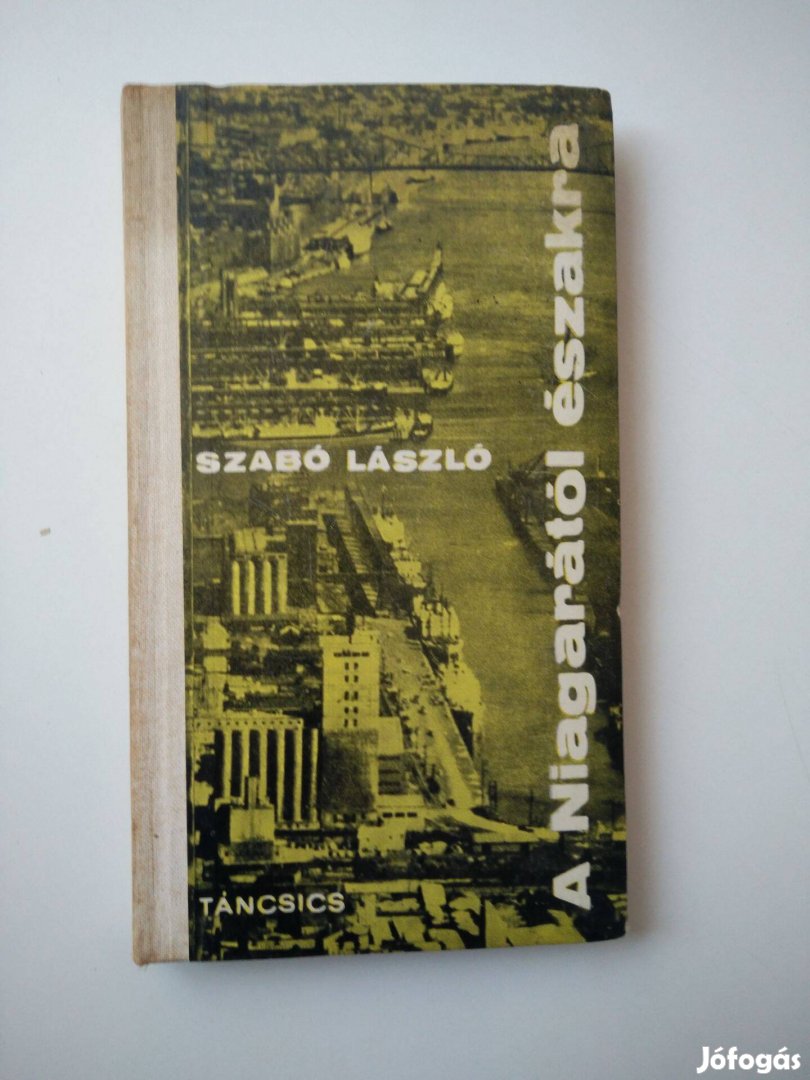 SZABÓ LÁSZLÓ
A Niagarától északra
TÁNCSICS
Jófogás